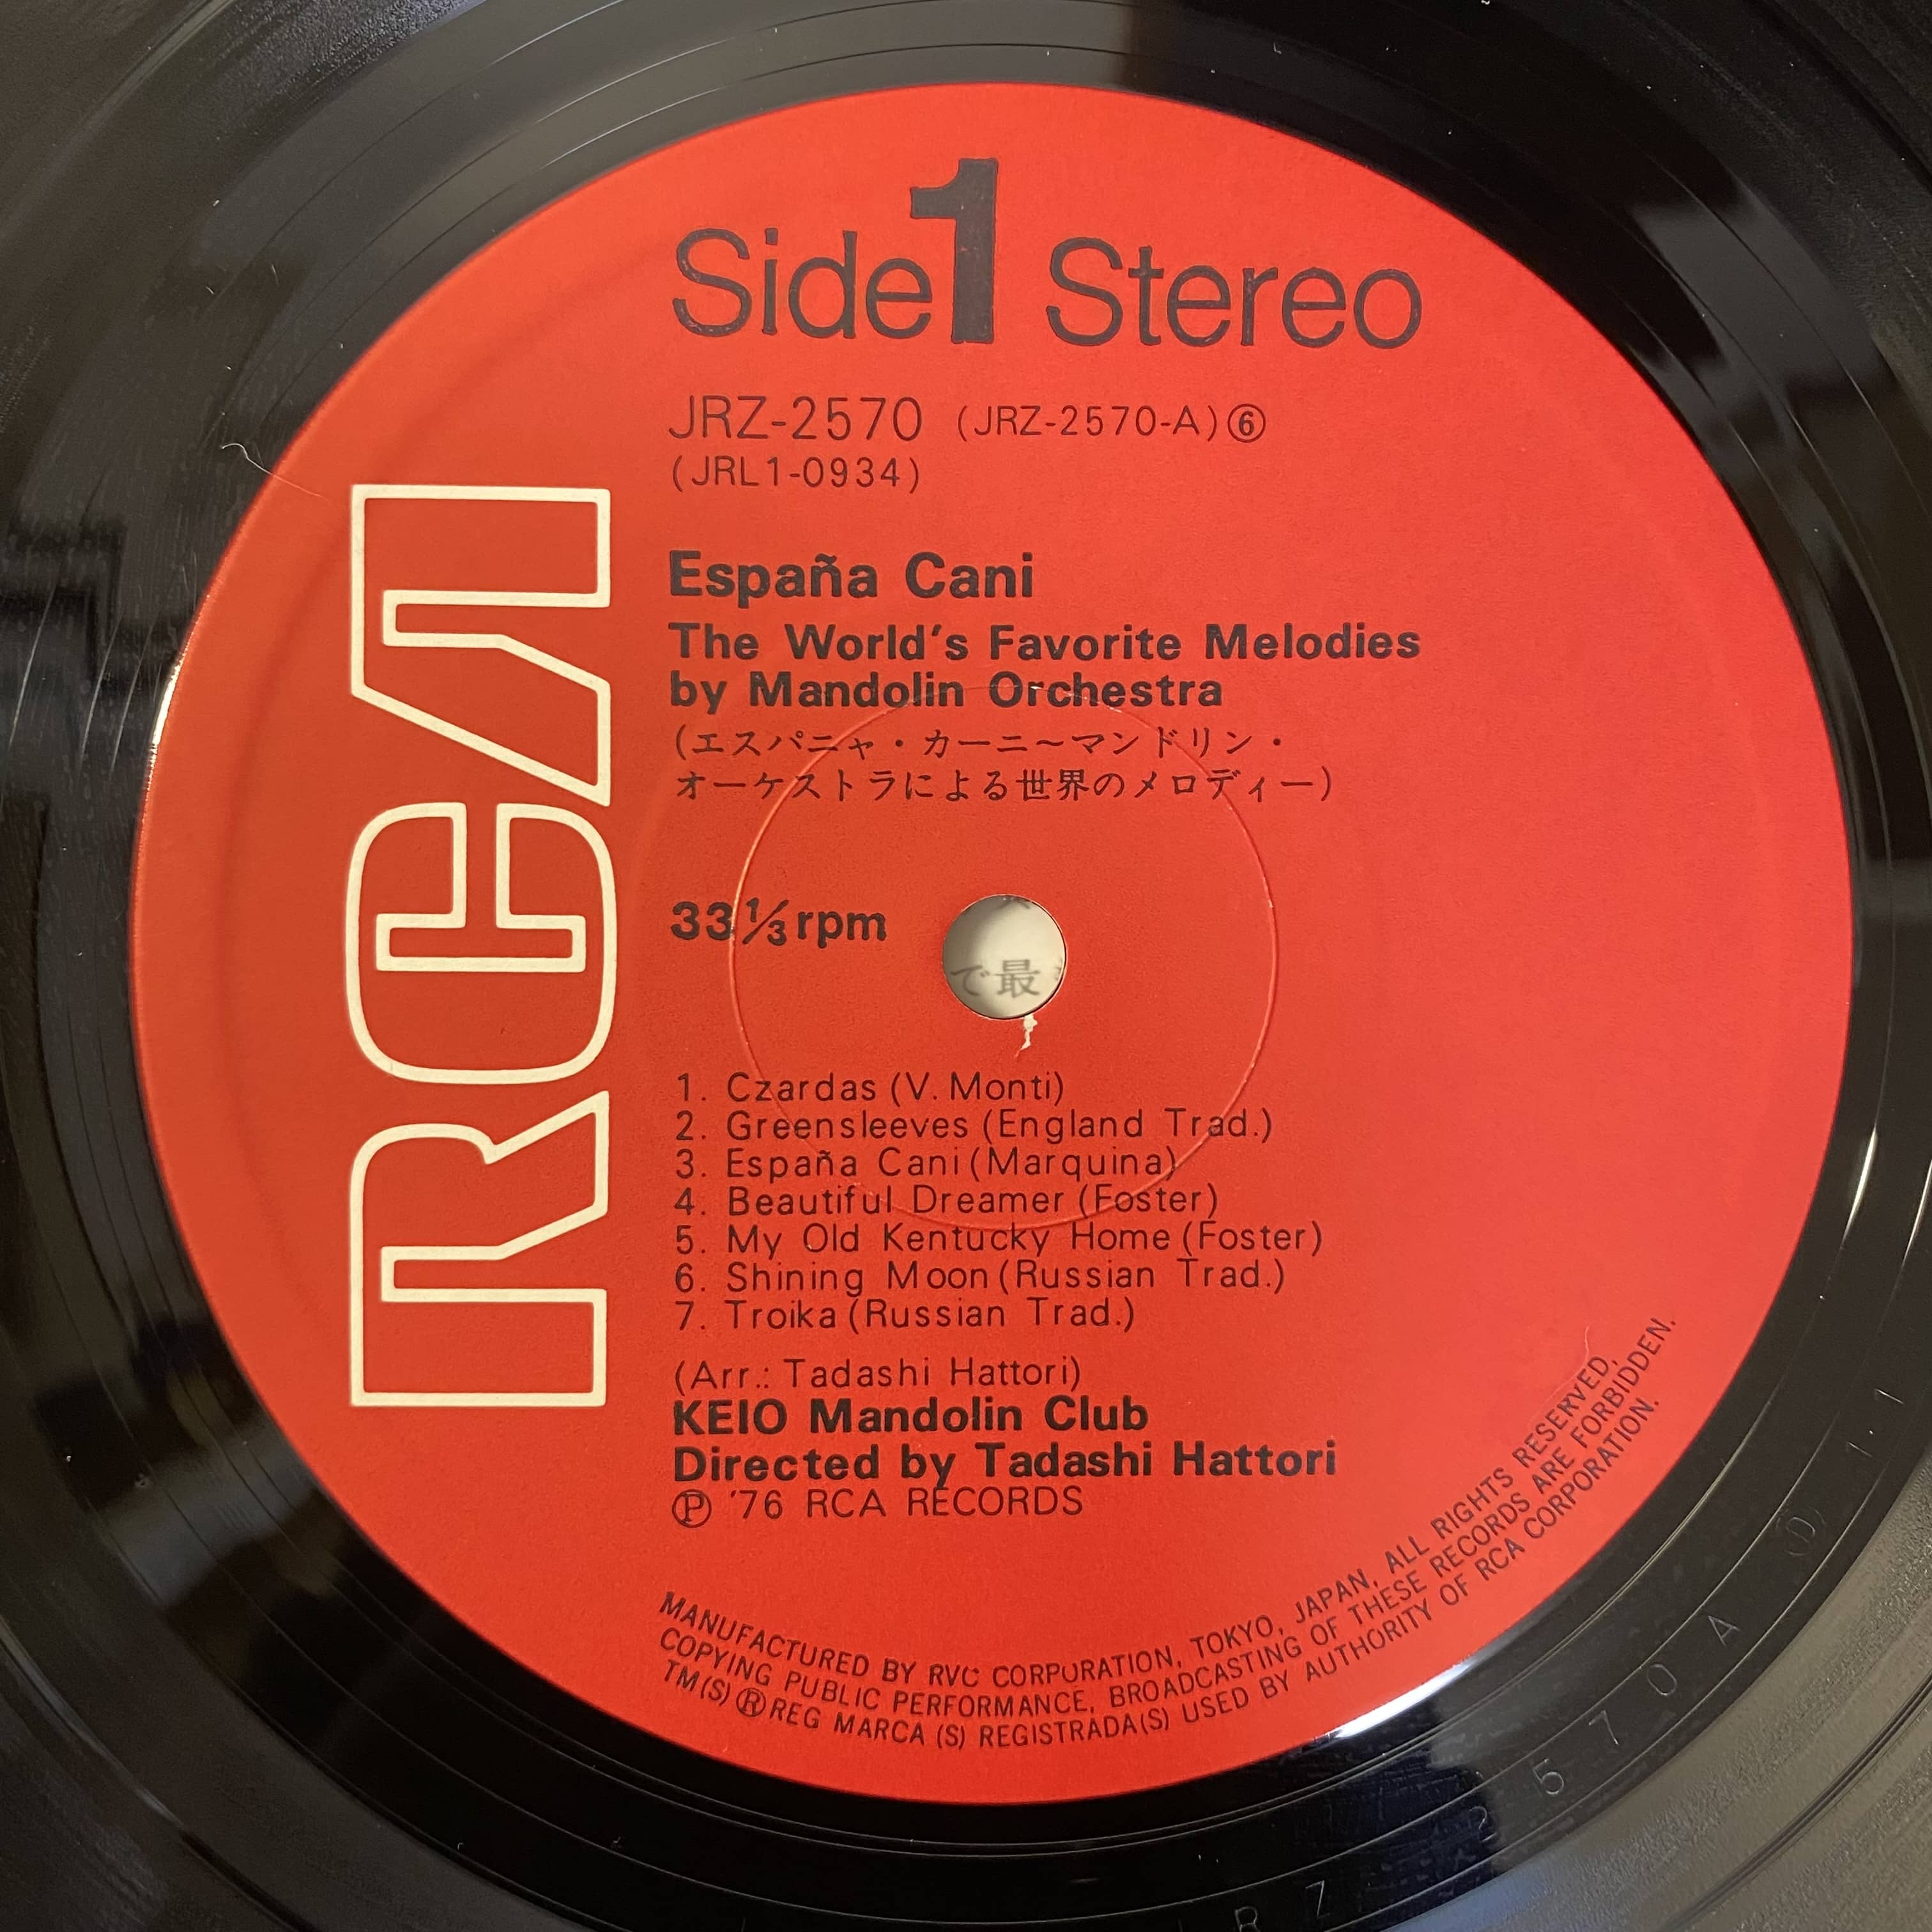 Side 1 Stereo
JRZ-2570 (JRZ-2570-A)⑥
(JRL1-0934)
RCA
España Cani
The World's Favorite Melodies
by Mandolin Orchestra
(エスパニャ・カーニ～マンドリン・
オーケストラによる世界のメロディー)
33 1/3 rpm
で最
1. Czardas (V. Monti)
2. Greensleeves (England Trad.)
3. España Cani (Marquina)
4. Beautiful Dreamer (Foster)
5. My Old Kentucky Home (Foster)
6. Shining Moon (Russian Trad.)
7. Troika (Russian Trad.)
(Arr.: Tadashi Hattori)
KEIO Mandolin Club
Directed by Tadashi Hattori
Ⓟ '76 RCA RECORDS
MANUFACTURED BY RVC CORPORATION, TOKYO, JAPAN, ALL RIGHTS RESERVED,
COPYING PUBLIC PERFORMANCE, BROADCASTING OF THESE RECORDS ARE FORBIDDEN.
TM(S) ® REG MARCA (S) REGISTRADA(S) USED BY AUTHORITY OF RCA CORPORATION.
JRZ 2570 A